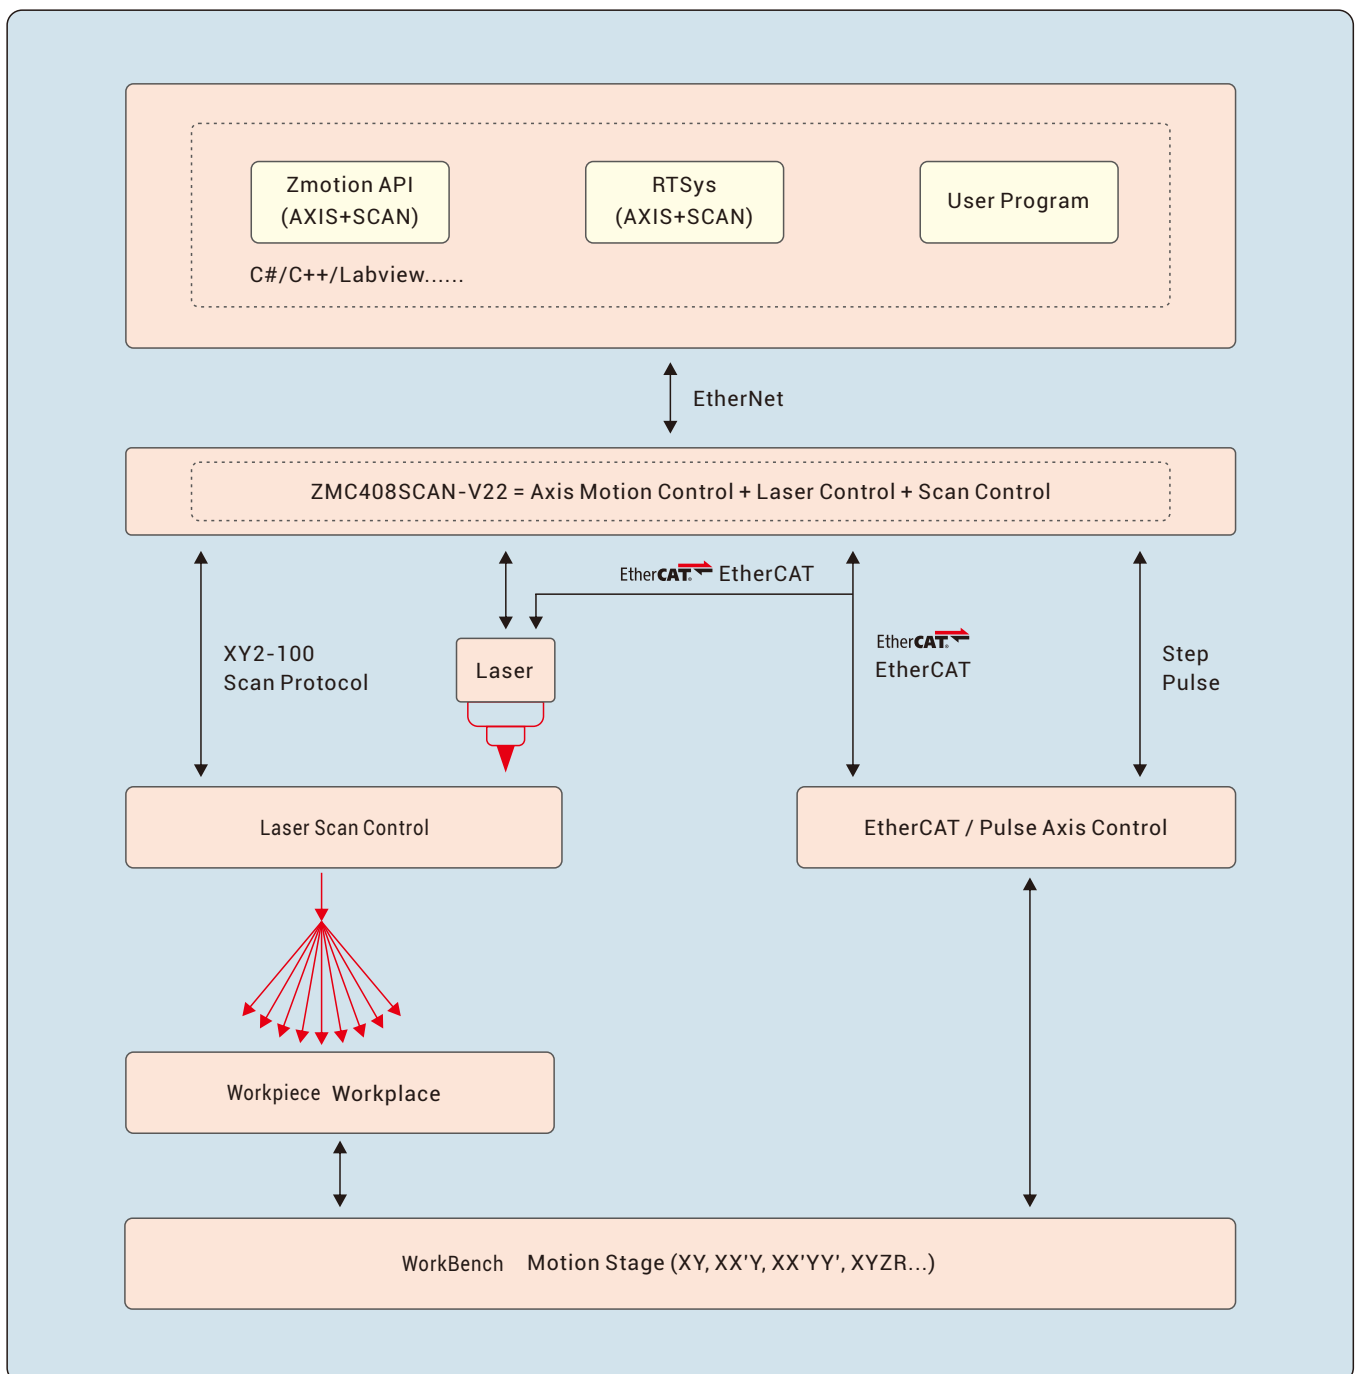 Zmotion API
(AXIS+SCAN)
RTSys
(AXIS+SCAN)
User Program
C#/C++/Labview......
EtherNet
ZMC408SCAN-V22 = Axis Motion Control + Laser Control + Scan Control
EtherCAT® EtherCAT
XY2-100
Scan Protocol
Laser
EtherCAT®
EtherCAT
Step
Pulse
Laser Scan Control
EtherCAT / Pulse Axis Control
Workpiece Workplace
WorkBench Motion Stage (XY, XX'Y, XX'YY', XYZR...)